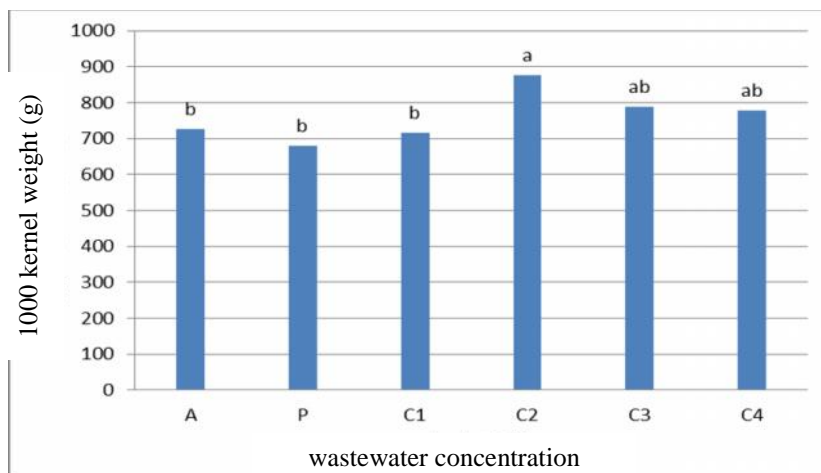 1000 kernel weight (g)
1000
900
800
700
600
500
400
300
200
100
0
b
b
b
a
ab
ab
A P C1 C2 C3 C4
wastewater concentration